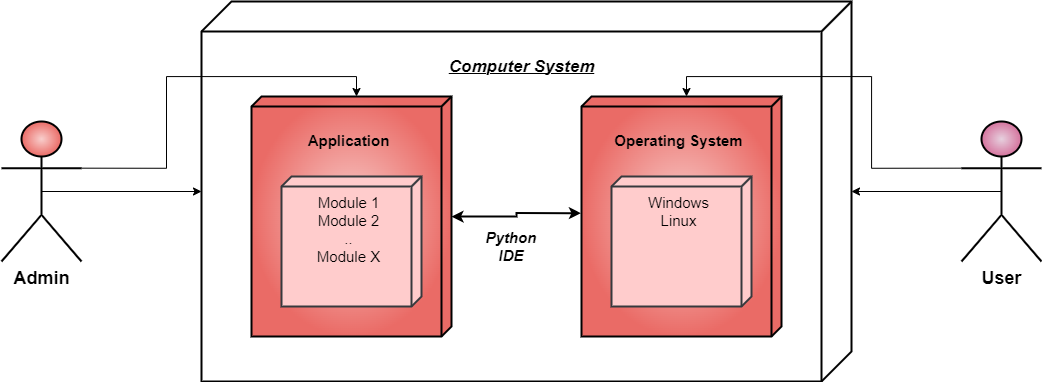 Computer System
Application
Operating System
Module 1
Module 2
..
Module X
Windows
Linux
Python
IDE
Admin
User